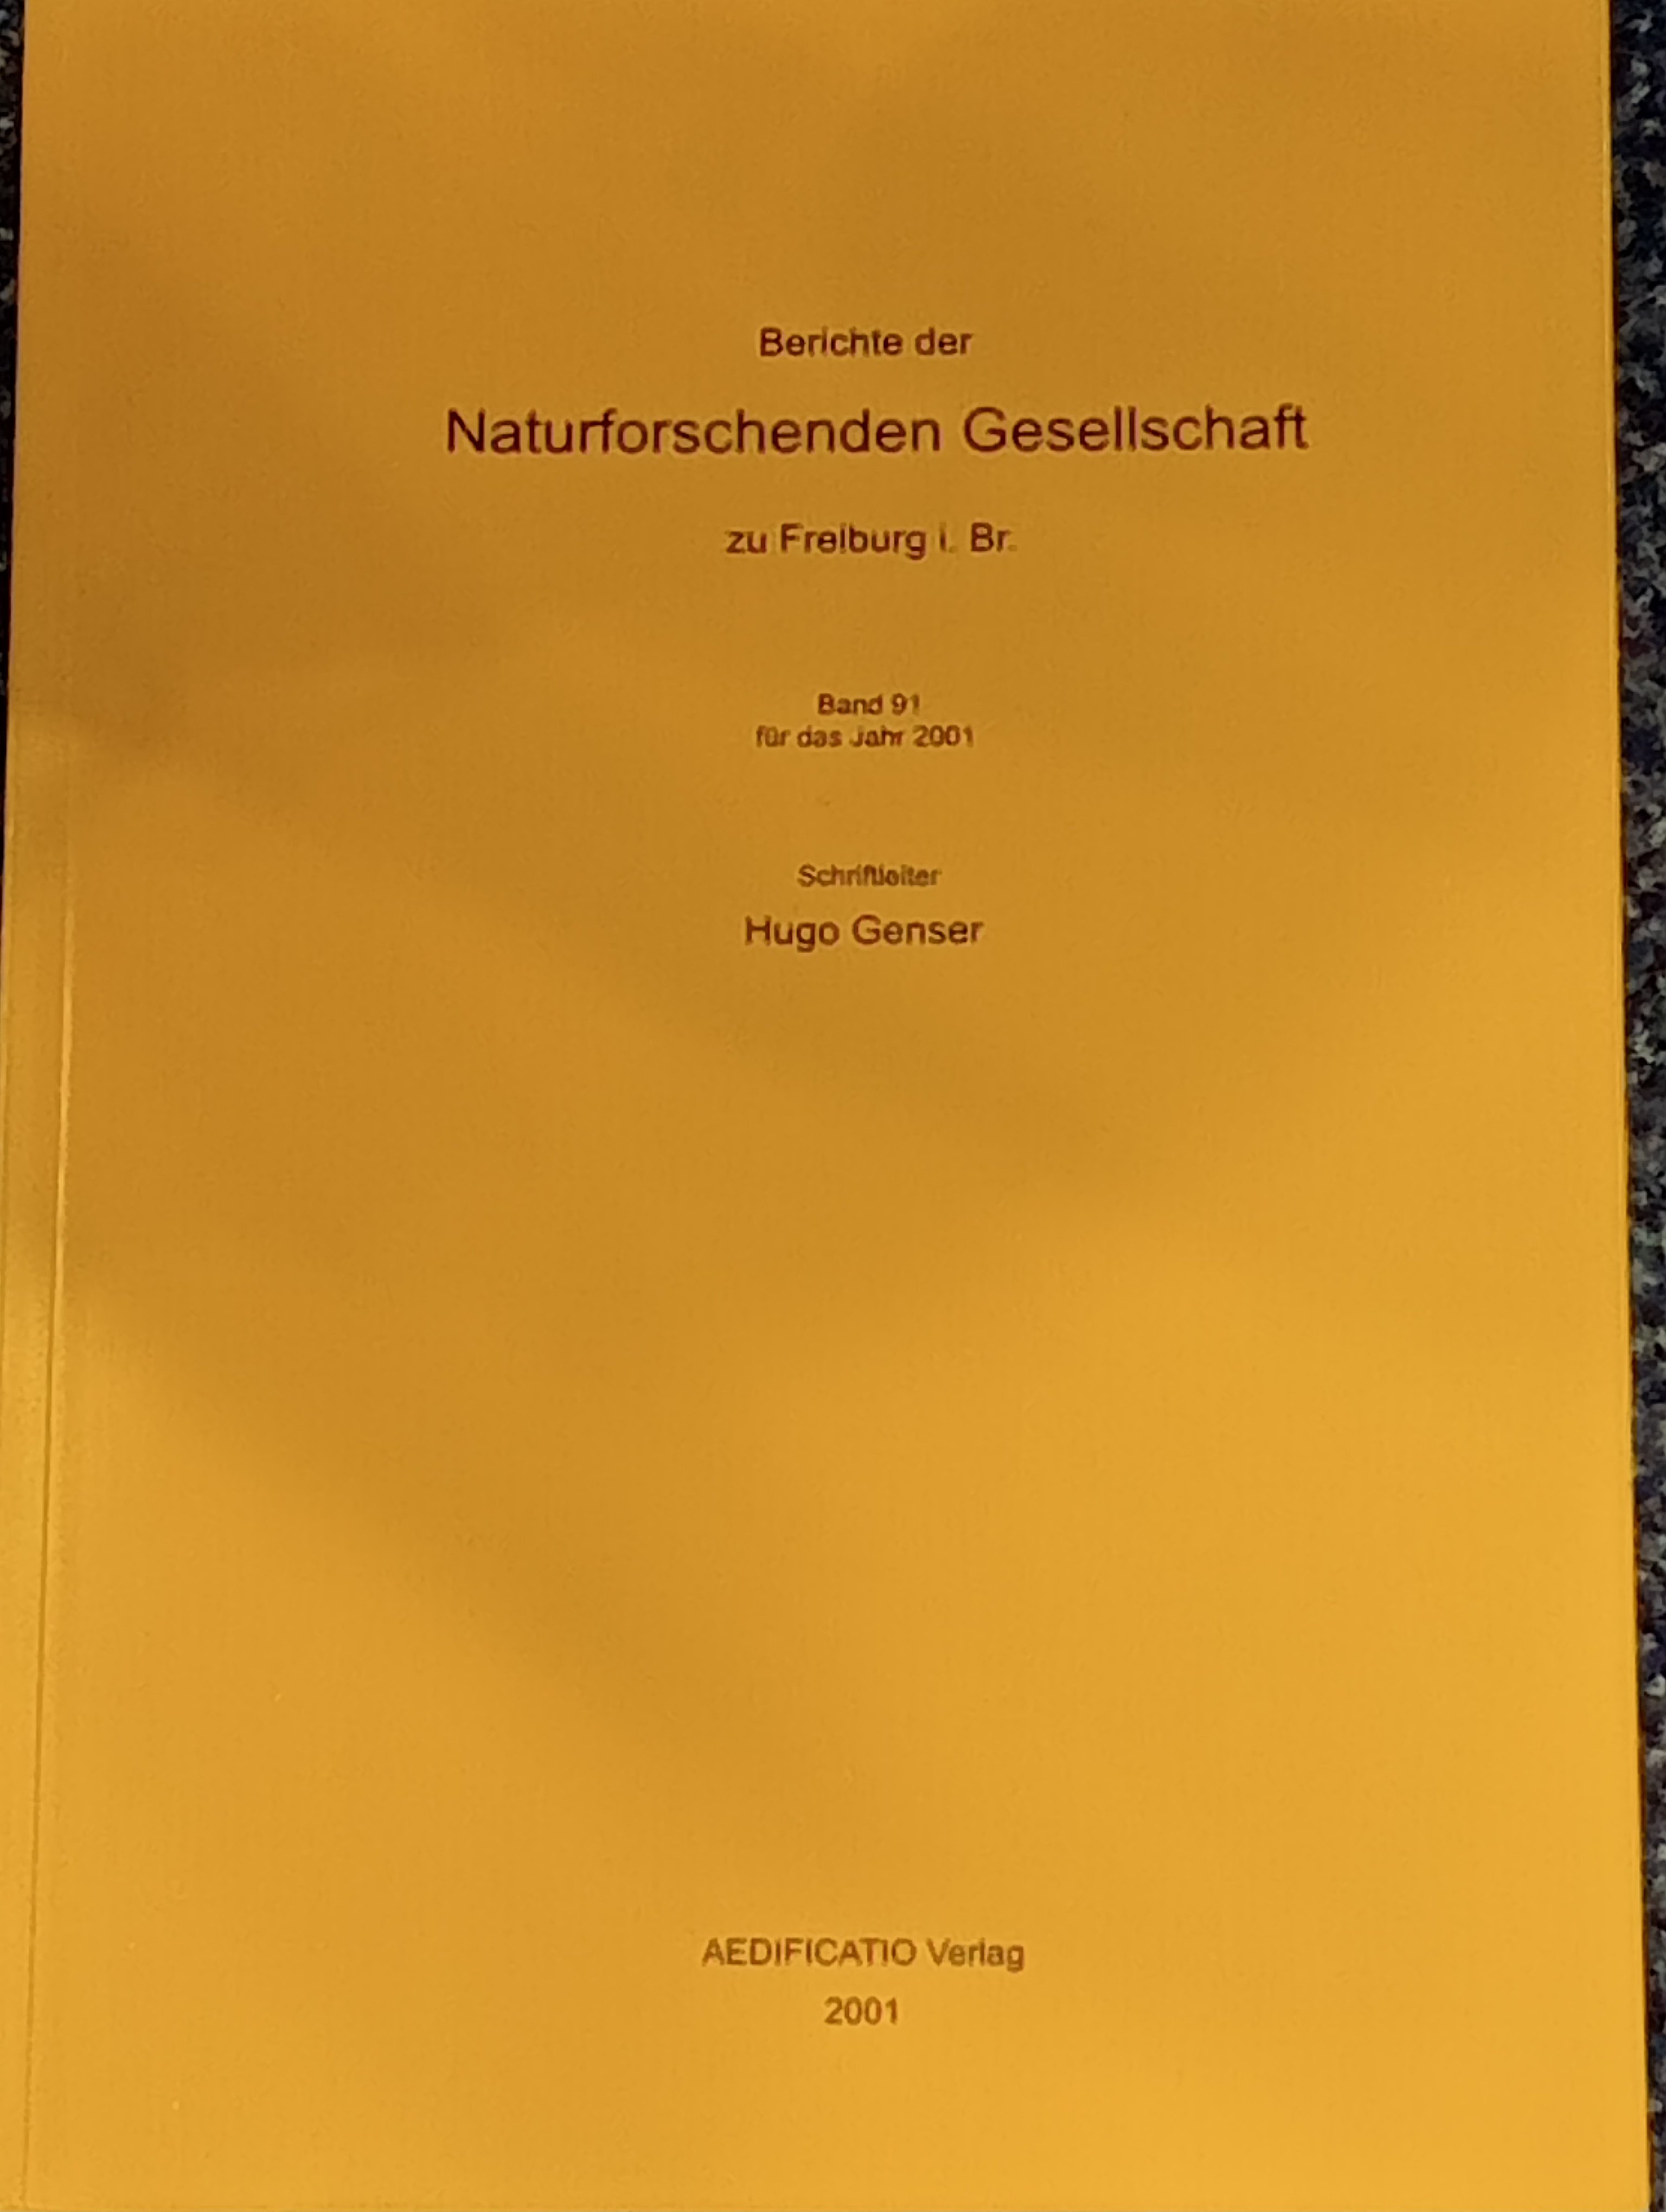 Berichte der
Naturforschenden Gesellschaft
zu Freiburg i. Br.
Band 91
für das Jahr 2001
Schriftleiter
Hugo Genser
AEDIFICATIO Verlag
2001